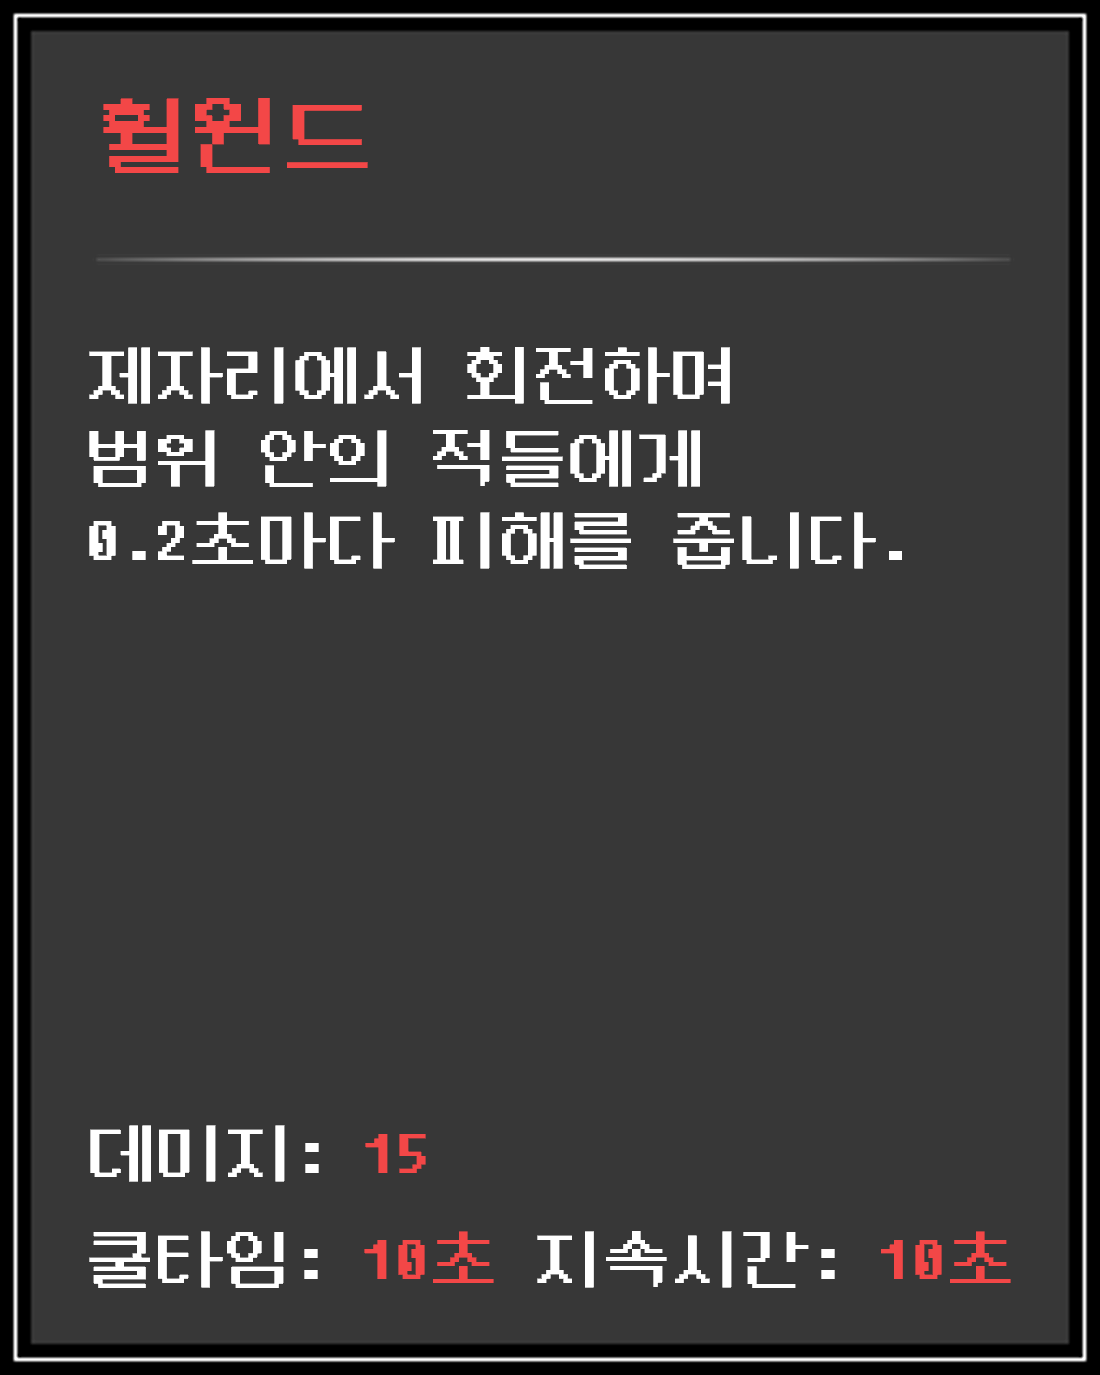 훨윈드
제자리에서 회전하며
범위 안의 적들에게
0.2초마다 피해를 줍니다.
데미지: 15
쿨타임: 10초 지속시간: 10초